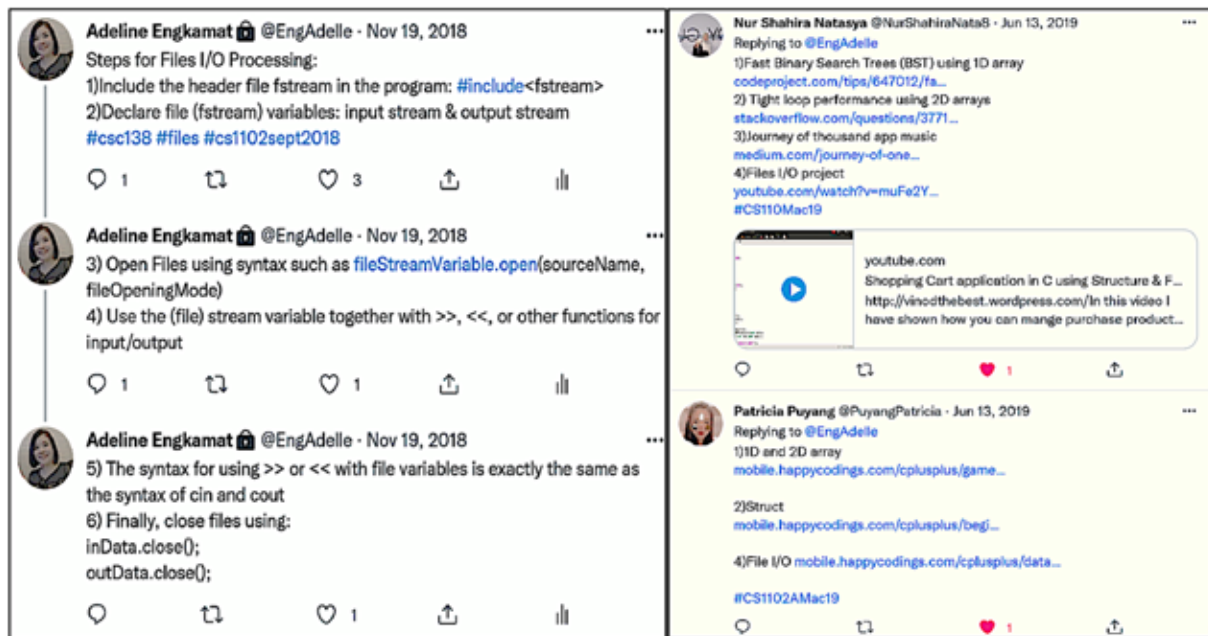 Adeline Engkamat @EngAdelle · Nov 19, 2018
Steps for Files I/O Processing:
1)Include the header file fstream in the program: #include<fstream>
2)Declare file (fstream) variables: input stream & output stream
#csc138 #files #cs1102sept2018
1
3
Adeline Engkamat @EngAdelle · Nov 19, 2018
3) Open Files using syntax such as fileStreamVariable.open(sourceName,
fileOpeningMode)
4) Use the (file) stream variable together with >>, <<, or other functions for
input/output
1
1
Adeline Engkamat @EngAdelle · Nov 19, 2018
5) The syntax for using >> or << with file variables is exactly the same as
the syntax of cin and cout
6) Finally, close files using:
inData.close();
outData.close();
1
Nur Shahira Natasya @NurShahiraNata8 · Jun 13, 2019
Replying to @EngAdelle
1)Fast Binary Search Trees (BST) using 1D array
codeproject.com/tips/647012/fa...
2) Tight loop performance using 2D arrays
stackoverflow.com/questions/3771...
3)Journey of thousand app music
medium.com/journey-of-one...
4)Files I/O project
youtube.com/watch?v=muFe2Y...
#CS110Mac19
youtube.com
Shopping Cart application in C using Structure & F...
http://vinodthebest.wordpress.com/In this video I
have shown how you can mange purchase product...
1
Patricia Puyang @PuyangPatricia · Jun 13, 2019
Replying to @EngAdelle
1)1D and 2D array
mobile.happycodings.com/cplusplus/game...
2)Struct
mobile.happycodings.com/cplusplus/begi...
4)File I/O mobile.happycodings.com/cplusplus/data...
#CS1102AMac19
1